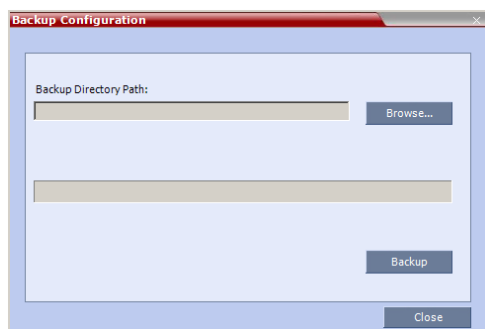 Backup Configuration
Backup Directory Path:
Browse...
Backup
Close